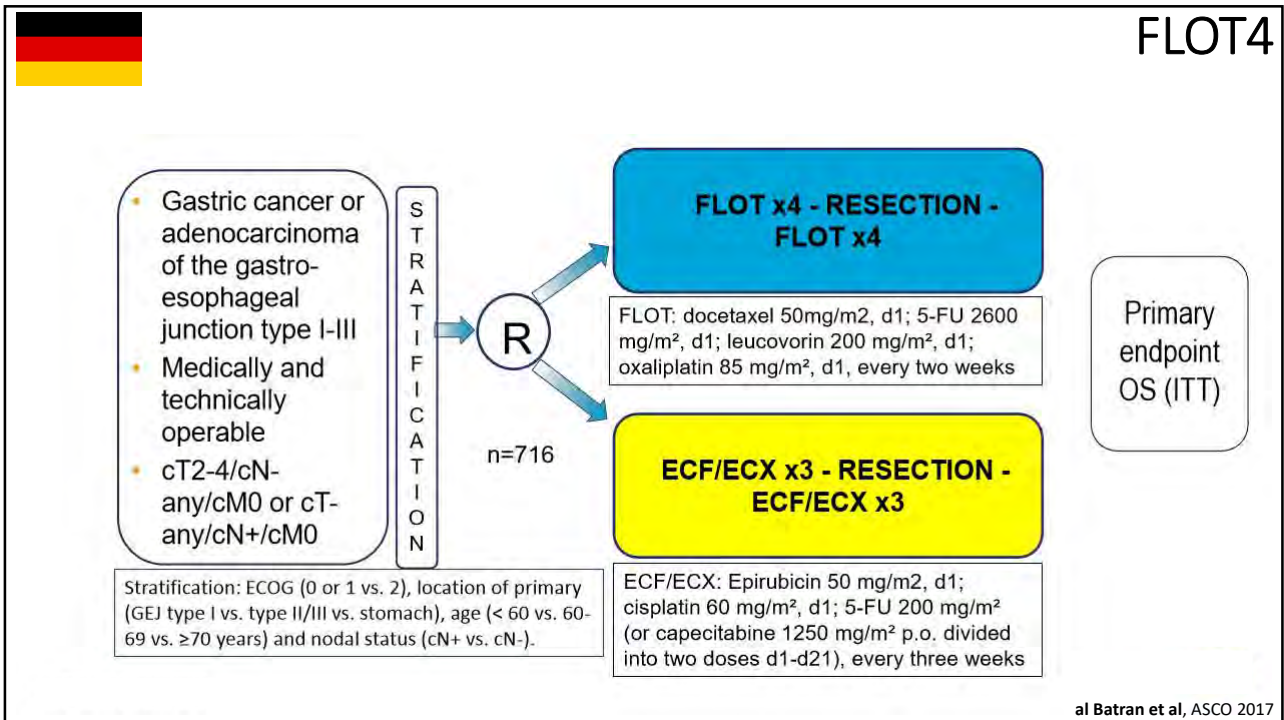 FLOT4
• Gastric cancer or
adenocarcinoma
of the gastro-
esophageal
junction type I-III
• Medically and
technically
operable
• cT2-4/cN-
any/cM0 or cT-
any/cN+/cM0
S
T
R
A
T
I
F
I
C
A
T
I
O
N
R
n=716
FLOT x4 - RESECTION -
FLOT x4
FLOT: docetaxel 50mg/m2, d1; 5-FU 2600
mg/m², d1; leucovorin 200 mg/m², d1;
oxaliplatin 85 mg/m², d1, every two weeks
ECF/ECX x3 - RESECTION -
ECF/ECX x3
ECF/ECX: Epirubicin 50 mg/m2, d1;
cisplatin 60 mg/m², d1; 5-FU 200 mg/m²
(or capecitabine 1250 mg/m² p.o. divided
into two doses d1-d21), every three weeks
Primary
endpoint
OS (ITT)
Stratification: ECOG (0 or 1 vs. 2), location of primary
(GEJ type I vs. type II/III vs. stomach), age (< 60 vs. 60-
69 vs. ≥70 years) and nodal status (cN+ vs. cN-).
al Batran et al, ASCO 2017